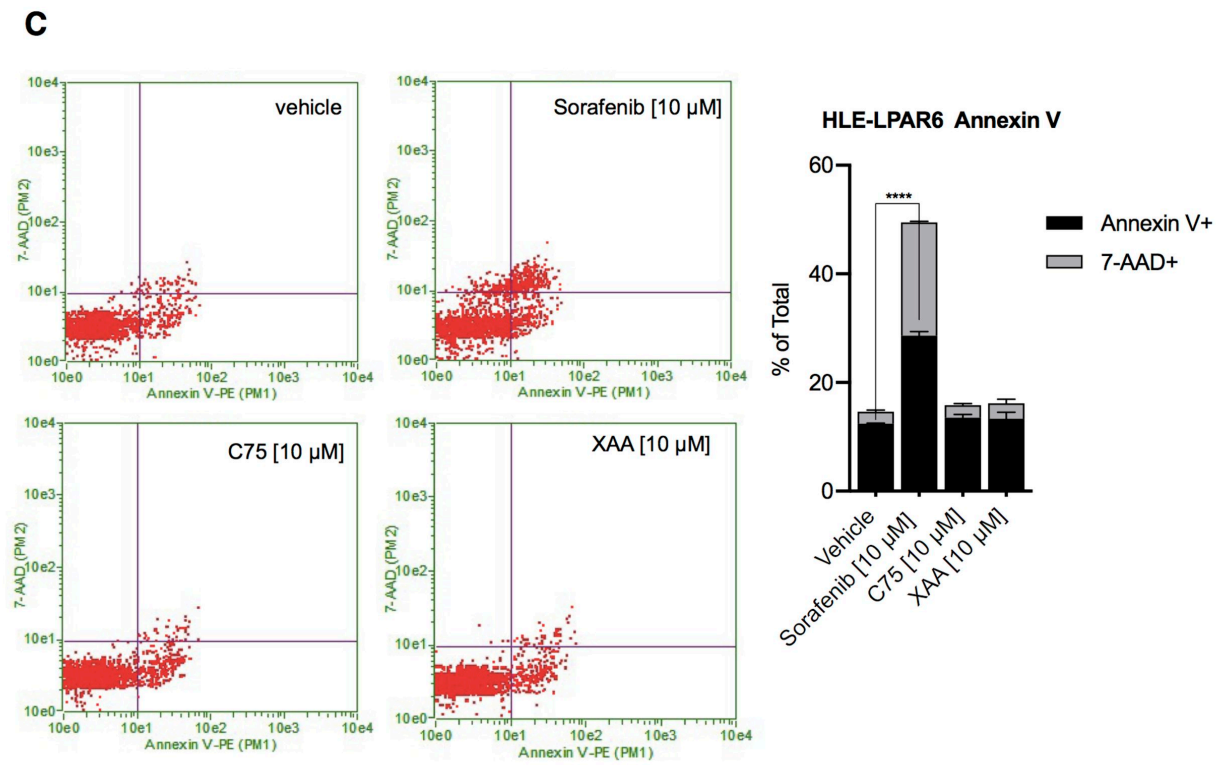 C
vehicle
10e4
10e3
10e2
10e1
10e0
7-AAD (PM2)
10e0 10e1 10e2 10e3 10e4
Annexin V-PE (PM1)
Sorafenib [10 µM]
10e4
10e3
10e2
10e1
10e0
7-AAD (PM2)
10e0 10e1 10e2 10e3 10e4
Annexin V-PE (PM1)
C75 [10 µM]
10e4
10e3
10e2
10e1
10e0
7-AAD (PM2)
10e0 10e1 10e2 10e3 10e4
Annexin V-PE (PM1)
XAA [10 µM]
10e4
10e3
10e2
10e1
10e0
7-AAD (PM2)
10e0 10e1 10e2 10e3 10e4
Annexin V-PE (PM1)
HLE-LPAR6 Annexin V
60
40
20
0
% of Total
****
Annexin V+
7-AAD+
Vehicle
Sorafenib [10 µM]
C75 [10 µM]
XAA [10 µM]